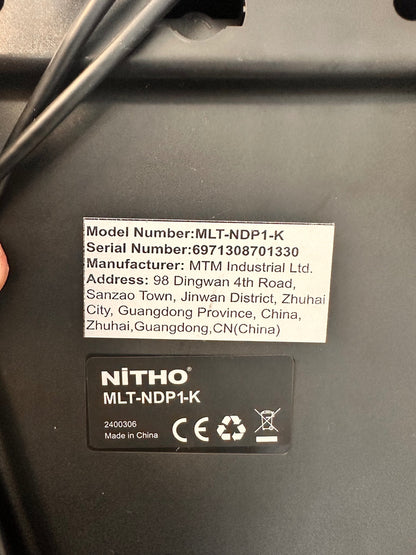 Model Number:MLT-NDP1-K
Serial Number:6971308701330
Manufacturer: MTM Industrial Ltd.
Address: 98 Dingwan 4th Road,
Sanzao Town, Jinwan District, Zhuhai
City, Guangdong Province, China,
Zhuhai,Guangdong,CN(China)
NiTHO®
MLT-NDP1-K
2400306
Made in China
CE